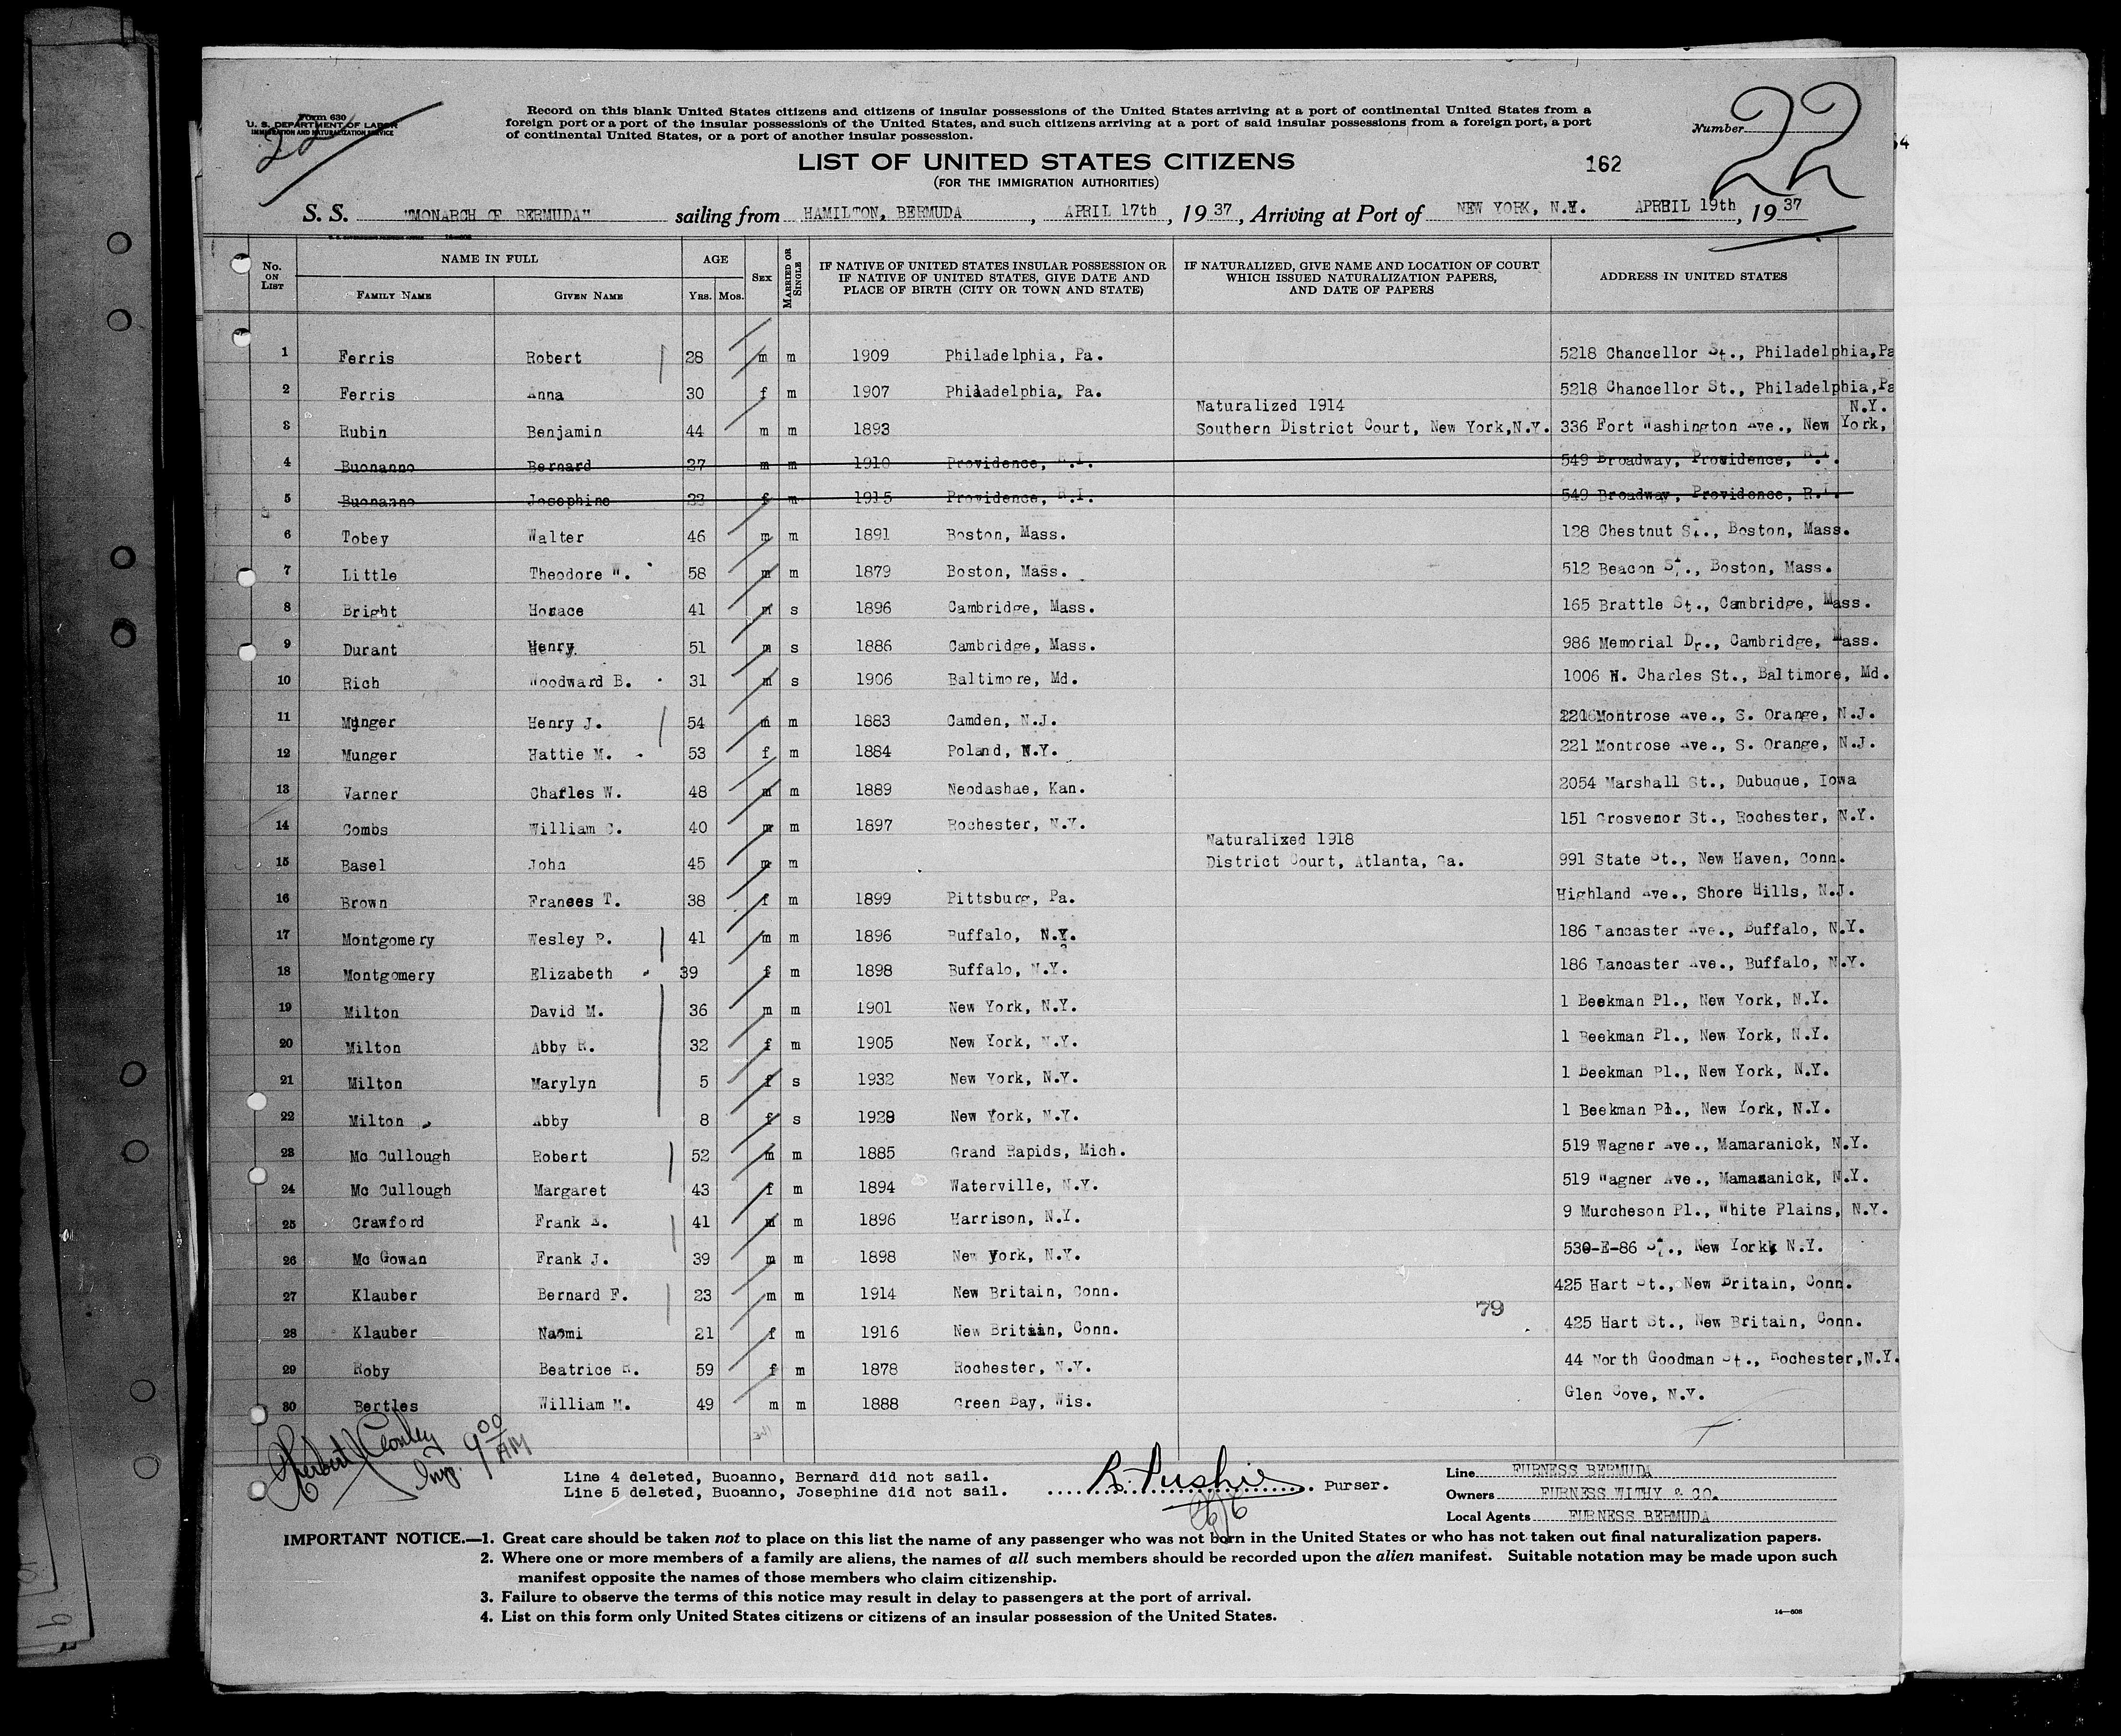 Form 630
U. S. DEPARTMENT OF LABOR
IMMIGRATION AND NATURALIZATION SERVICE
22
Record on this blank United States citizens and citizens of insular possessions of the United States arriving at a port of continental United States from a
foreign port or a port of the insular possessions of the United States, and such citizens arriving at a port of said insular possessions from a foreign port, a port
of continental United States, or a port of another insular possession.
Number 22
LIST OF UNITED STATES CITIZENS
162
(FOR THE IMMIGRATION AUTHORITIES)
S. S. "MONARCH OF BERMUDA" sailing from HAMILTON, BERMUDA, APRIL 17th, 1937, Arriving at Port of NEW YORK, N.Y. APRIL 19th, 1937
No. ON LIST NAME IN FULL FAMILY NAME GIVEN NAME AGE YRS. MOS. SEX MARRIED OR SINGLE IF NATIVE OF UNITED STATES INSULAR POSSESSION OR IF NATIVE OF UNITED STATES, GIVE DATE AND PLACE OF BIRTH (CITY OR TOWN AND STATE) IF NATURALIZED, GIVE NAME AND LOCATION OF COURT WHICH ISSUED NATURALIZATION PAPERS, AND DATE OF PAPERS ADDRESS IN UNITED STATES
1 Ferris Robert 28 m m 1909 Philadelphia, Pa. 5218 Chancellor St., Philadelphia,Pa
2 Ferris Anna 30 f m 1907 Philadelphia, Pa. 5218 Chancellor St., Philadelphia,Pa
Naturalized 1914 N.Y.
3 Rubin Benjamin 44 m m 1893 Southern District Court, New York,N.Y. 336 Fort Washington Ave., New York,
4 Buonanno Bernard 27 m m 1910 Providence, R.I. 549 Broadway, Providence, R.I.
5 Buonanno Josephine 22 f m 1915 Providence, R.I. 549 Broadway, Providence, R.I.
6 Tobey Walter 46 m m 1891 Boston, Mass. 128 Chestnut St., Boston, Mass.
7 Little Theodore W. 58 m m 1879 Boston, Mass. 512 Beacon St., Boston, Mass.
8 Bright Horace 41 m s 1896 Cambridge, Mass. 165 Brattle St., Cambridge, Mass.
9 Durant Henry 51 m s 1886 Cambridge, Mass. 986 Memorial Dr., Cambridge, Mass.
10 Rich Woodward B. 31 m s 1906 Baltimore, Md. 1006 N. Charles St., Baltimore, Md.
11 Munger Henry J. 54 m m 1883 Camden, N.J. 221 Montrose Ave., S. Orange, N.J.
12 Munger Hattie M. 53 f m 1884 Poland, N.Y. 221 Montrose Ave., S. Orange, N.J.
13 Varner Charles W. 48 m m 1889 Neodashae, Kan. 2054 Marshall St., Dubuque, Iowa
14 Combs William C. 40 m m 1897 Rochester, N.Y. 151 Grosvenor St., Rochester, N.Y.
Naturalized 1918
15 Basel John 45 m m District Court, Atlanta, Ga. 991 State St., New Haven, Conn.
16 Brown Frances T. 38 f m 1899 Pittsburg, Pa. Highland Ave., Shore Hills, N.J.
17 Montgomery Wesley P. 41 m m 1896 Buffalo, N.Y. 186 Lancaster Ave., Buffalo, N.Y.
18 Montgomery Elizabeth 39 f m 1898 Buffalo, N.Y. 186 Lancaster Ave., Buffalo, N.Y.
19 Milton David M. 36 m m 1901 New York, N.Y. 1 Beekman Pl., New York, N.Y.
20 Milton Abby R. 32 f m 1905 New York, N.Y. 1 Beekman Pl., New York, N.Y.
21 Milton Marylyn 5 f s 1932 New York, N.Y. 1 Beekman Pl., New York, N.Y.
22 Milton Abby 8 f s 1928 New York, N.Y. 1 Beekman Pl., New York, N.Y.
23 Mc Cullough Robert 52 m m 1885 Grand Rapids, Mich. 519 Wagner Ave., Mamaranick, N.Y.
24 Mc Cullough Margaret 43 f m 1894 Waterville, N.Y. 519 Wagner Ave., Mamaranick, N.Y.
25 Crawford Frank E. 41 m m 1896 Harrison, N.Y. 9 Murcheson Pl., White Plains, N.Y.
26 Mc Gowan Frank J. 39 m m 1898 New York, N.Y. 530-E-86 St., New York, N.Y.
27 Klauber Bernard F. 23 m m 1914 New Britain, Conn. 425 Hart St., New Britain, Conn.
79
28 Klauber Naomi 21 f m 1916 New Britain, Conn. 425 Hart St., New Britain, Conn.
29 Roby Beatrice R. 59 f m 1878 Rochester, N.Y. 44 North Goodman St., Rochester,N.Y.
30 Bertles William M. 49 m m 1888 Green Bay, Wis. Glen Cove, N.Y.
Herbert Conley
Insp. 9 00 AM
Line 4 deleted, Buoanno, Bernard did not sail.
Line 5 deleted, Buoanno, Josephine did not sail.
Purser.
Line FURNESS BERMUDA
Owners FURNESS WITHY & CO.
Local Agents FURNESS BERMUDA
IMPORTANT NOTICE.—1. Great care should be taken not to place on this list the name of any passenger who was not born in the United States or who has not taken out final naturalization papers.
2. Where one or more members of a family are aliens, the names of all such members should be recorded upon the alien manifest. Suitable notation may be made upon such
manifest opposite the names of those members who claim citizenship.
3. Failure to observe the terms of this notice may result in delay to passengers at the port of arrival.
4. List on this form only United States citizens or citizens of an insular possession of the United States.
14—608